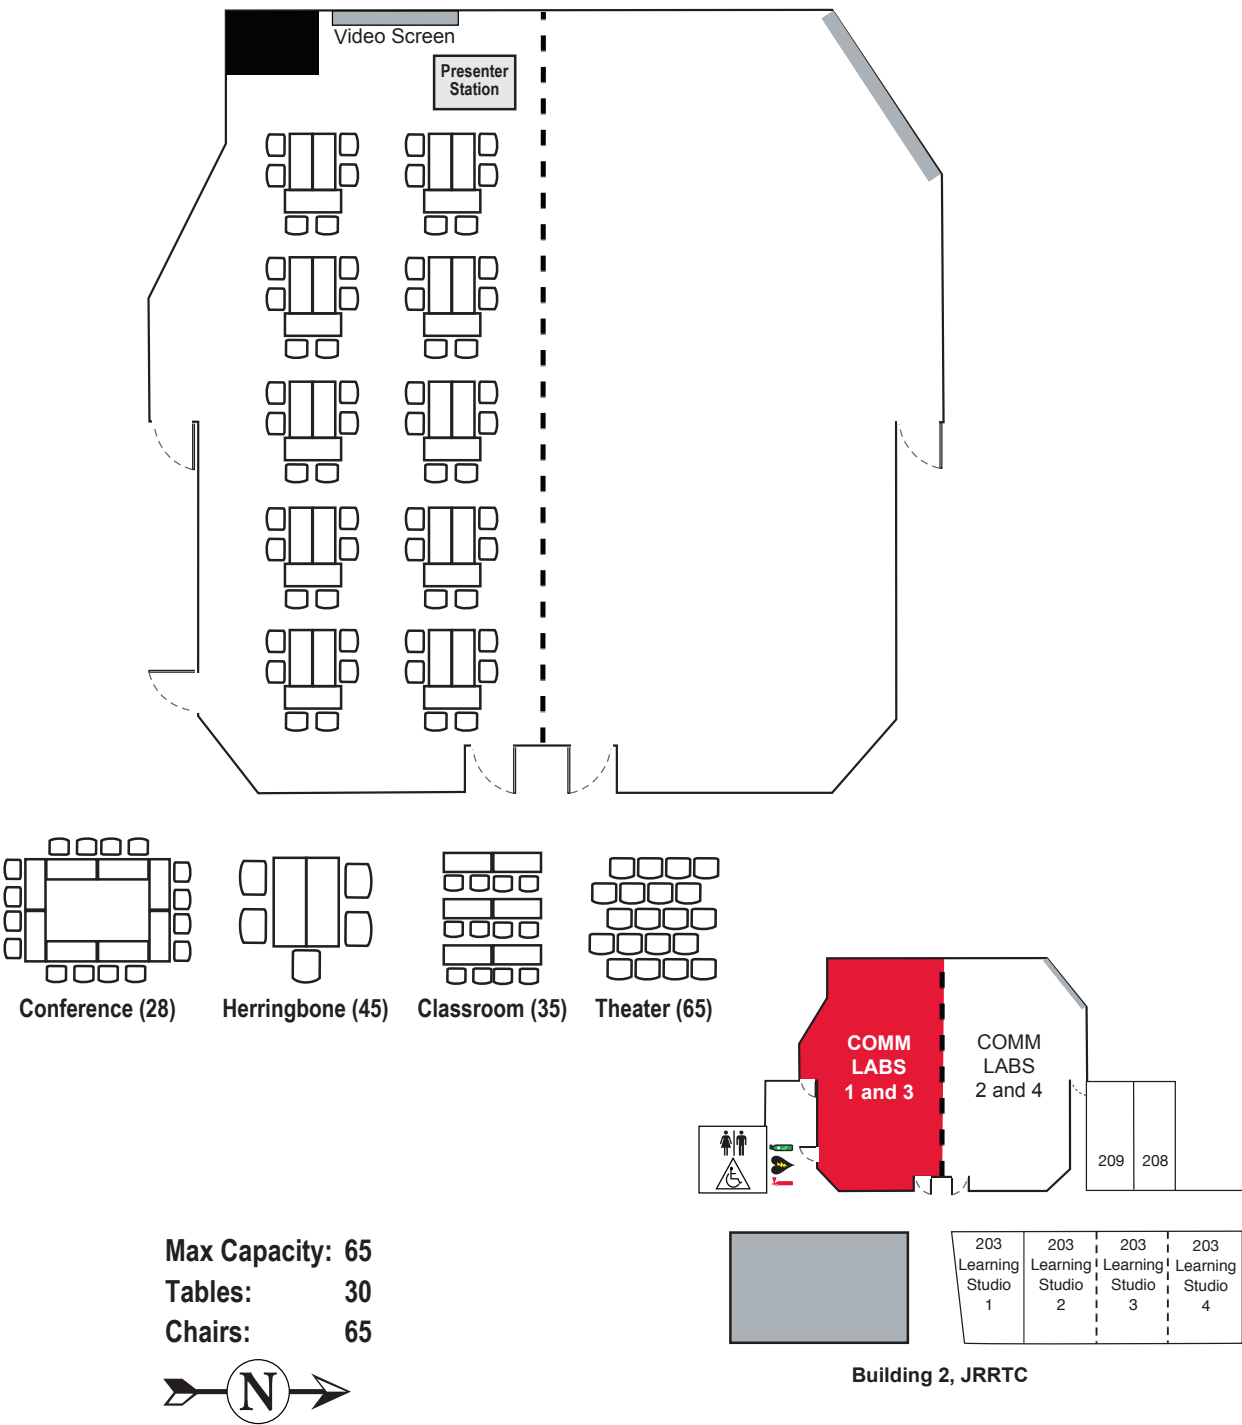 Video Screen
Presenter
Station
Conference (28)
Herringbone (45)
Classroom (35)
Theater (65)
COMM
LABS
1 and 3
COMM
LABS
2 and 4
209
208
203
Learning
Studio
1
203
Learning
Studio
2
203
Learning
Studio
3
203
Learning
Studio
4
Building 2, JRRTC
Max Capacity: 65
Tables: 30
Chairs: 65
N